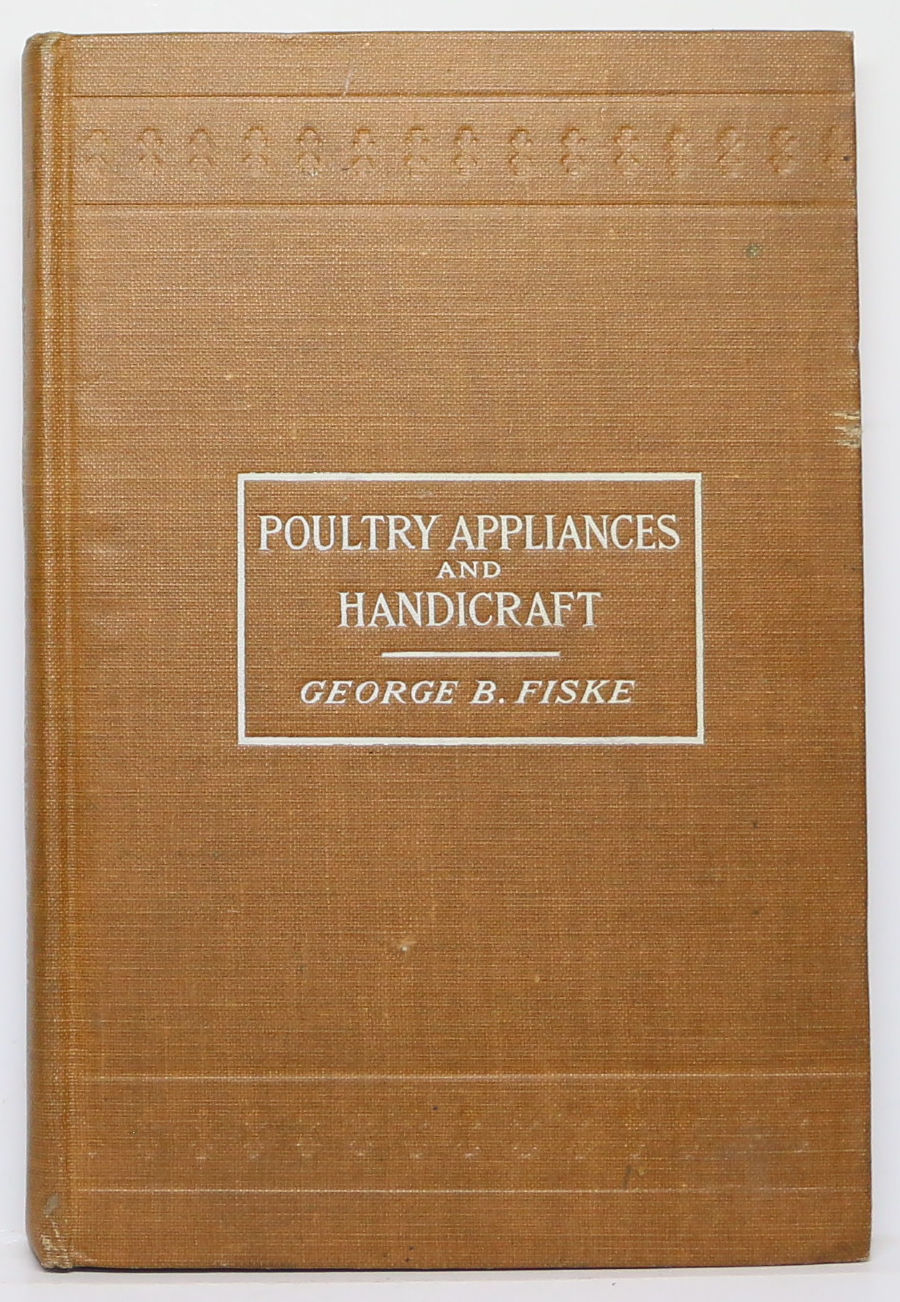 POULTRY APPLIANCES
AND
HANDICRAFT
GEORGE B. FISKE